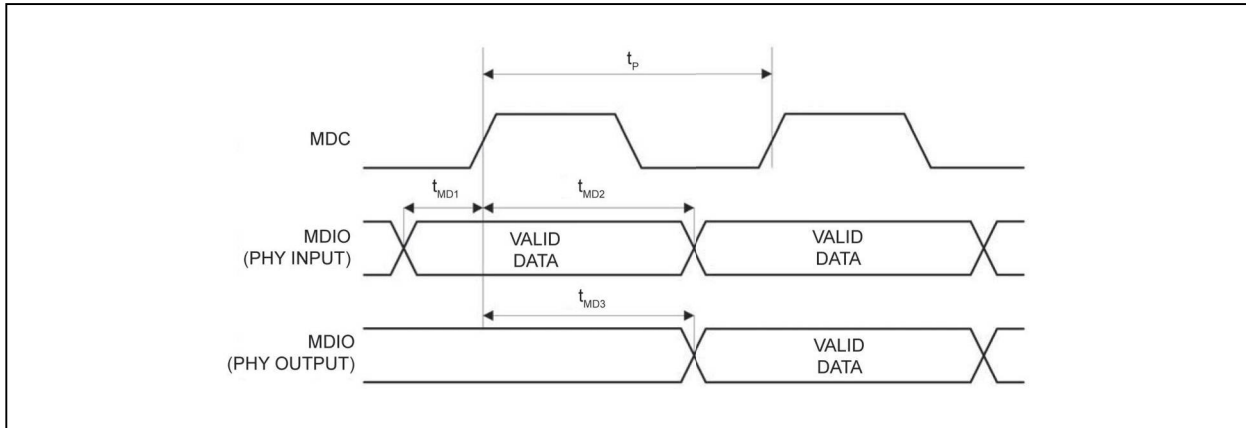 tP
MDC
tMD1
tMD2
MDIO
(PHY INPUT)
VALID
DATA
VALID
DATA
tMD3
MDIO
(PHY OUTPUT)
VALID
DATA